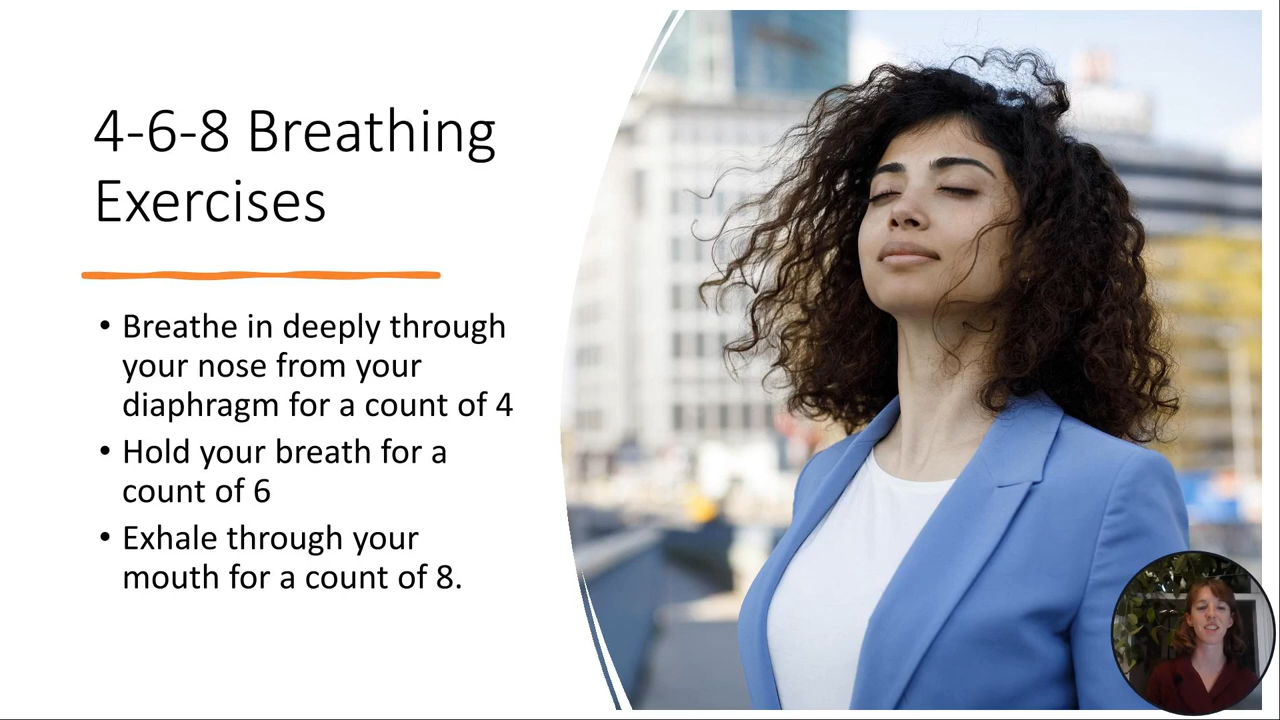 4-6-8 Breathing
Exercises
• Breathe in deeply through
your nose from your
diaphragm for a count of 4
• Hold your breath for a
count of 6
• Exhale through your
mouth for a count of 8.